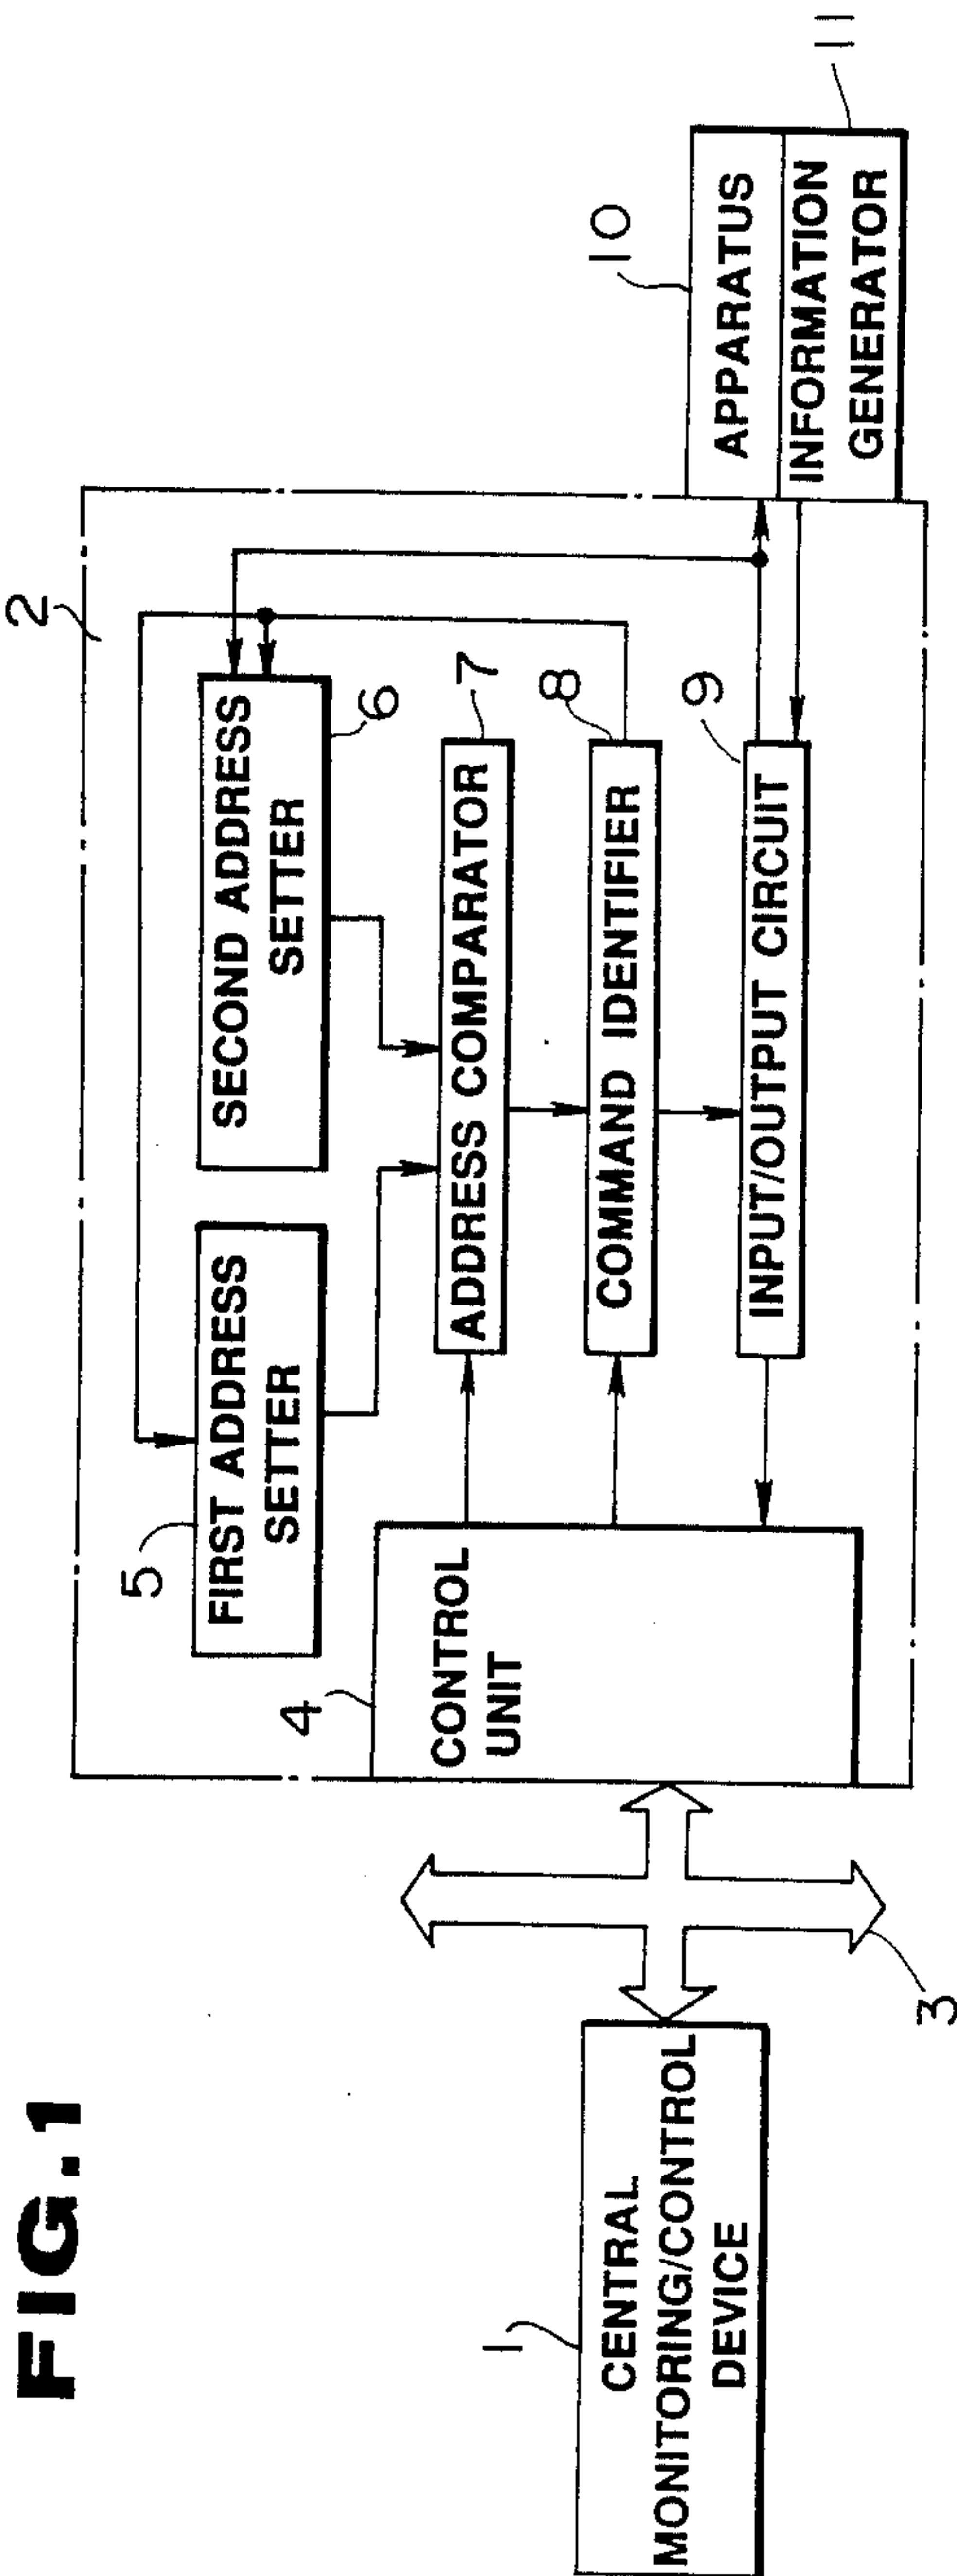 FIG.1
1
CENTRAL
MONITORING/CONTROL
DEVICE
3
2
4
CONTROL
UNIT
5
FIRST ADDRESS
SETTER
SECOND ADDRESS
SETTER
6
ADDRESS COMPARATOR
7
COMMAND IDENTIFIER
8
INPUT/OUTPUT CIRCUIT
9
10
APPARATUS
INFORMATION
GENERATOR
11